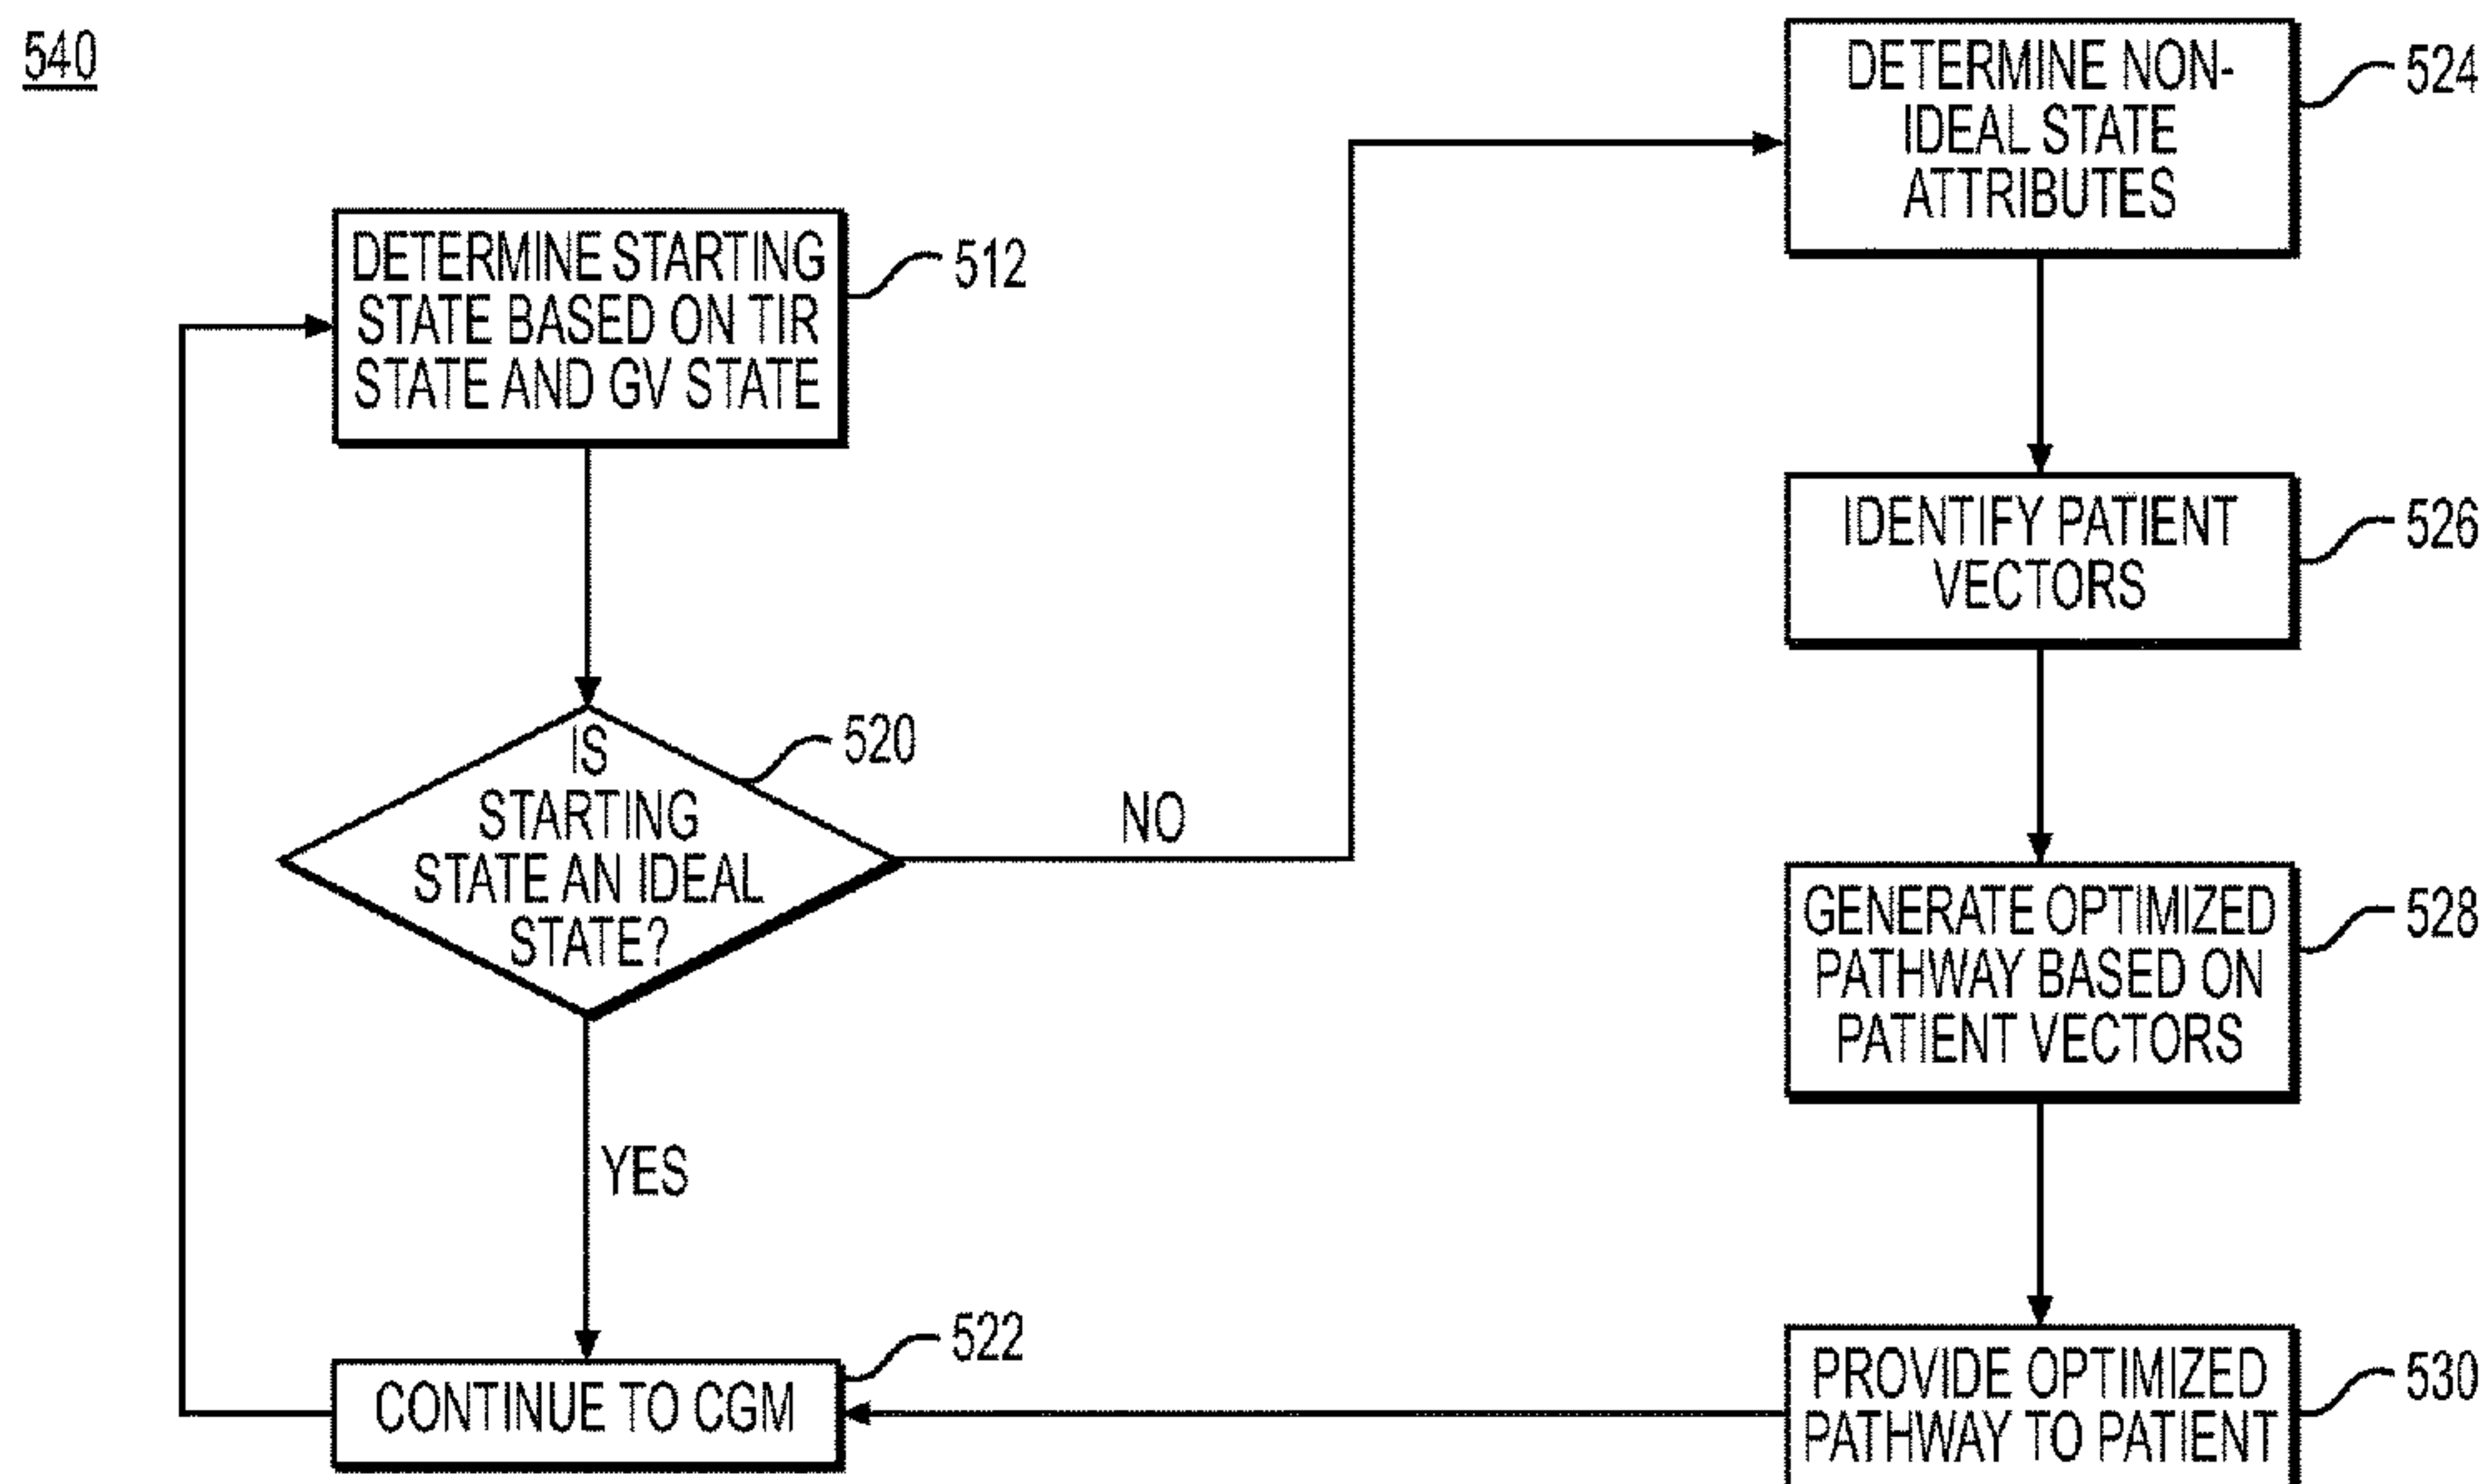 540
DETERMINE STARTING
STATE BASED ON TIR
STATE AND GV STATE
512
IS
STARTING
STATE AN IDEAL
STATE?
520
NO
YES
CONTINUE TO CGM
522
DETERMINE NON-
IDEAL STATE
ATTRIBUTES
524
IDENTIFY PATIENT
VECTORS
526
GENERATE OPTIMIZED
PATHWAY BASED ON
PATIENT VECTORS
528
PROVIDE OPTIMIZED
PATHWAY TO PATIENT
530